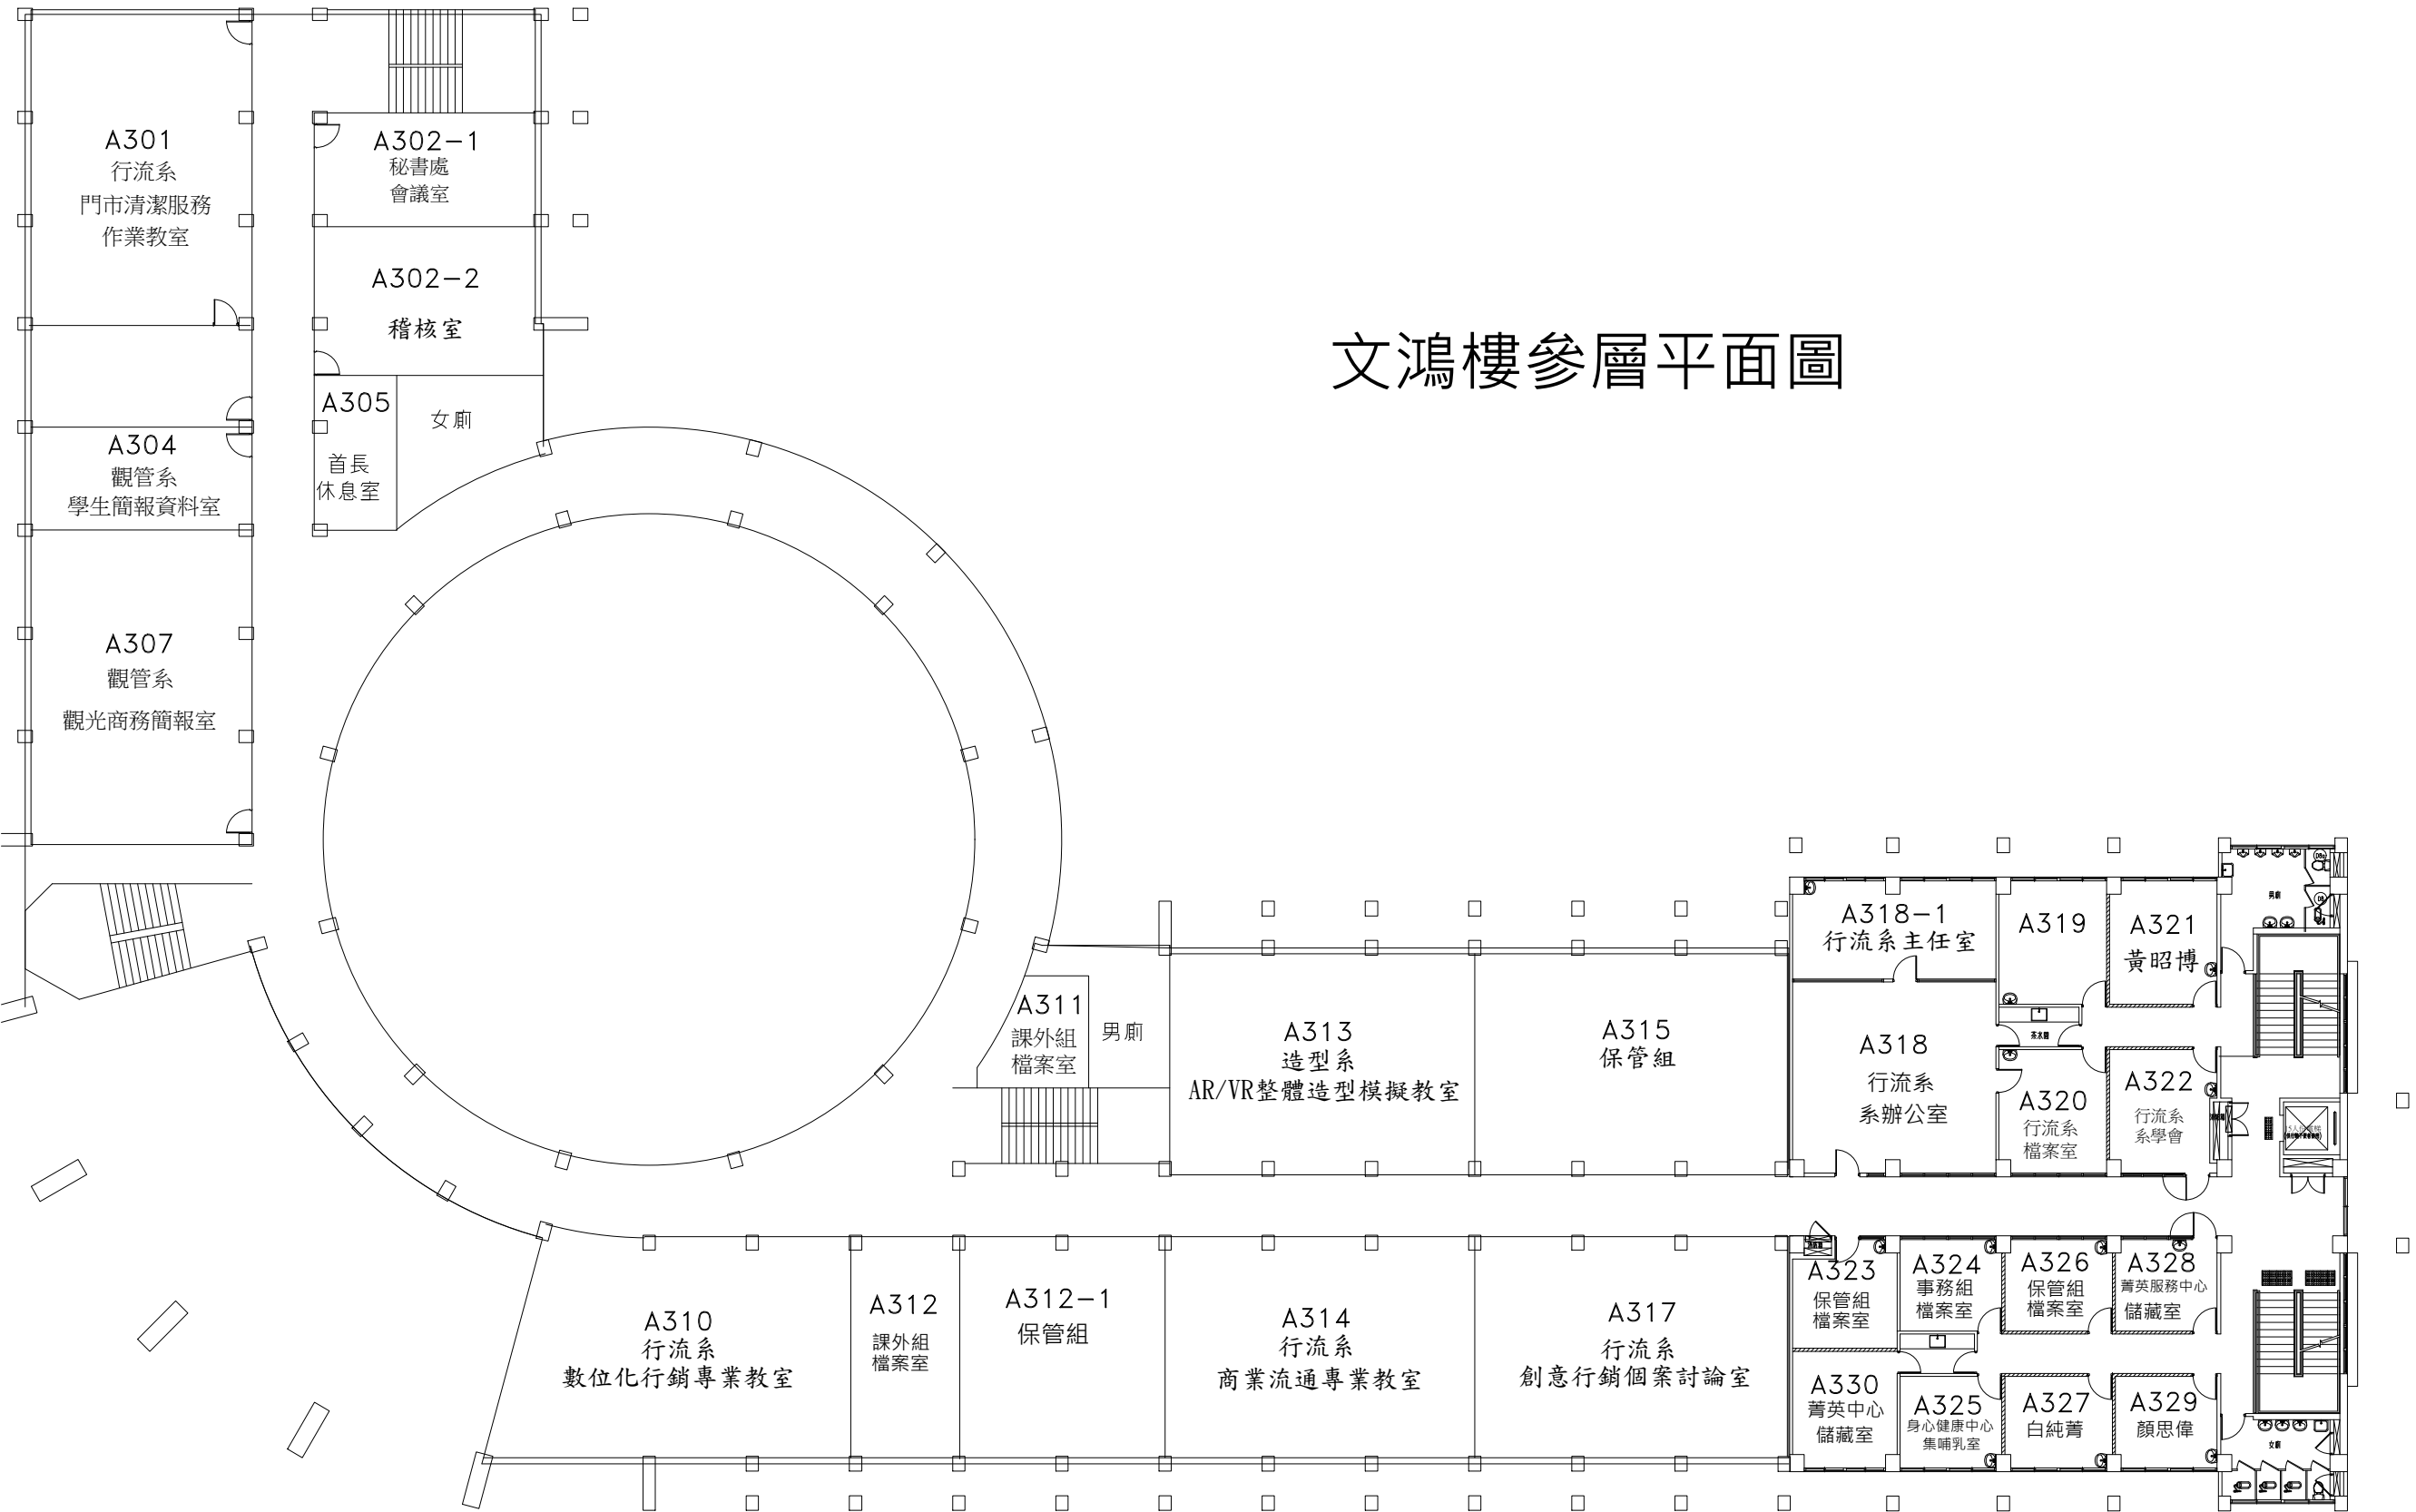 文鴻樓參層平面圖
A301
行流系
門市清潔服務
作業教室
A302-1
秘書處
會議室
A302-2
稽核室
A305
首長
休息室
女廁
A304
觀管系
學生簡報資料室
A307
觀管系
觀光商務簡報室
A311
課外組
檔案室
男廁
A313
造型系
AR/VR整體造型模擬教室
A315
保管組
A318-1
行流系主任室
A318
行流系
系辦公室
A319
A321
黃昭博
男廁
茶水間
A320
行流系
檔案室
A322
行流系
系學會
A310
行流系
數位化行銷專業教室
A312
課外組
檔案室
A312-1
保管組
A314
行流系
商業流通專業教室
A317
行流系
創意行銷個案討論室
A323
保管組
檔案室
A324
事務組
檔案室
A326
保管組
檔案室
A328
菁英服務中心
儲藏室
A330
菁英中心
儲藏室
A325
身心健康中心
集哺乳室
A327
白純菁
A329
顏思偉
女廁